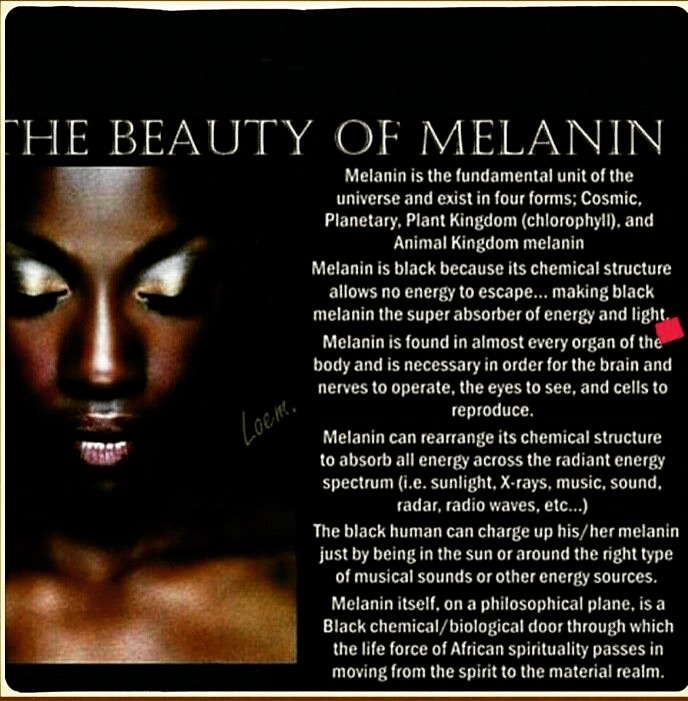 THE BEAUTY OF MELANIN
Melanin is the fundamental unit of the
universe and exist in four forms; Cosmic,
Planetary, Plant Kingdom (chlorophyll), and
Animal Kingdom melanin
Melanin is black because its chemical structure
allows no energy to escape... making black
melanin the super absorber of energy and light.
Melanin is found in almost every organ of the
body and is necessary in order for the brain and
nerves to operate, the eyes to see, and cells to
reproduce.
Melanin can rearrange its chemical structure
to absorb all energy across the radiant energy
spectrum (i.e. sunlight, X-rays, music, sound,
radar, radio waves, etc...)
The black human can charge up his/her melanin
just by being in the sun or around the right type
of musical sounds or other energy sources.
Melanin itself, on a philosophical plane, is a
Black chemical/biological door through which
the life force of African spirituality passes in
moving from the spirit to the material realm.
Loem.